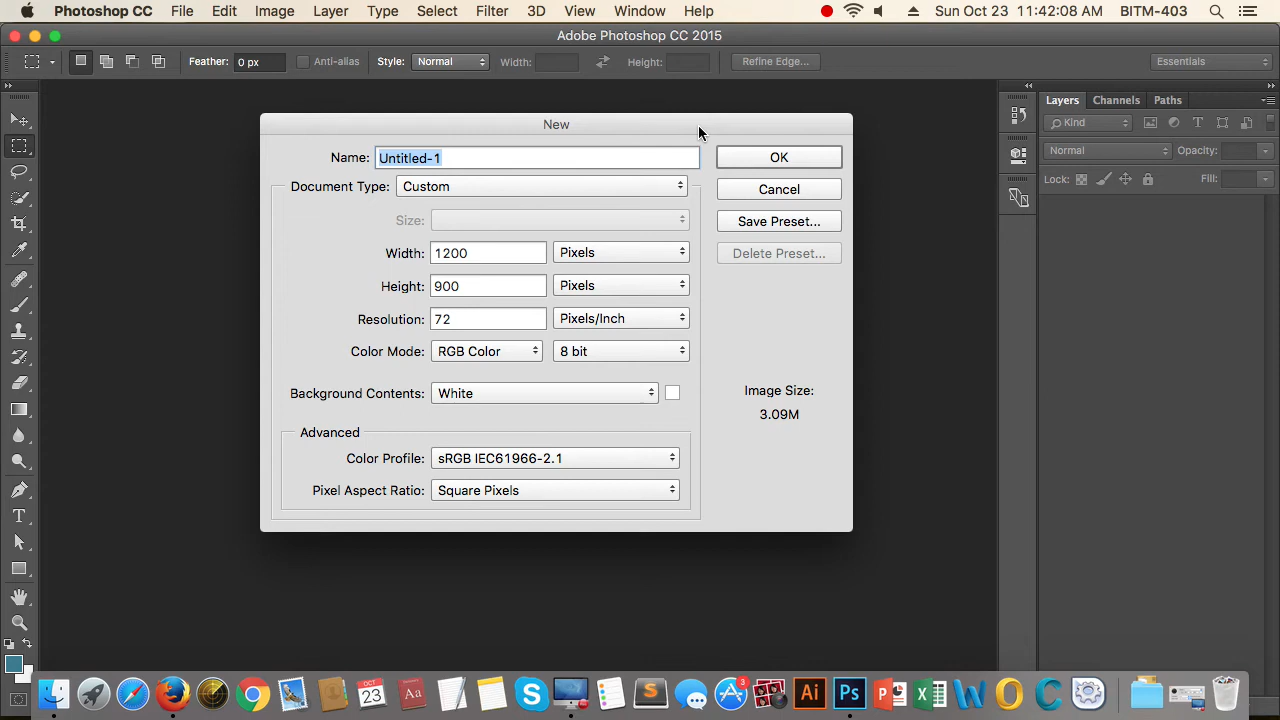 Photoshop CC File Edit Image Layer Type Select Filter 3D View Window Help Sun Oct 23 11:42:08 AM BITM-403
Adobe Photoshop CC 2015
Feather: 0 px Anti-alias Style: Normal Width: Height: Refine Edge... Essentials
New
Layers Channels Paths
Kind
Normal Opacity:
Lock: Fill:
Name: Untitled-1 OK
Document Type: Custom Cancel
Size: Save Preset...
Width: 1200 Pixels Delete Preset...
Height: 900 Pixels
Resolution: 72 Pixels/Inch
Color Mode: RGB Color 8 bit
Background Contents: White
Image Size:
3.09M
Advanced
Color Profile: sRGB IEC61966-2.1
Pixel Aspect Ratio: Square Pixels
T
OCT
23
Aa
S
S
3
Ai
Ps
P
X
W
O
C